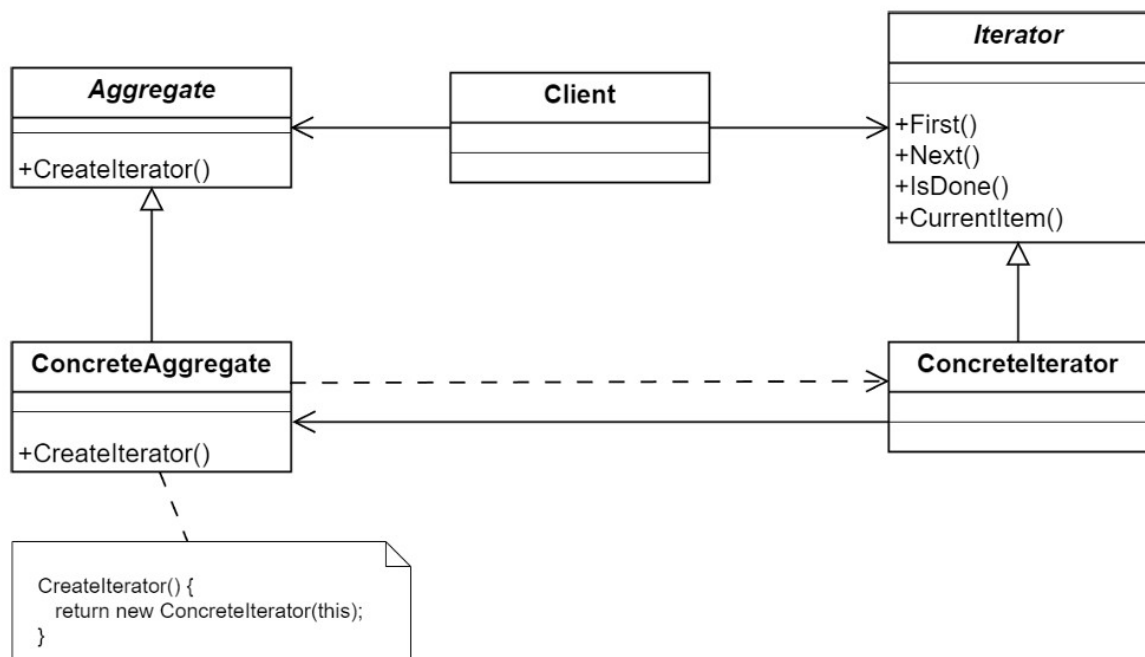 Aggregate
+CreateIterator()
Client
Iterator
+First()
+Next()
+IsDone()
+CurrentItem()
ConcreteAggregate
+CreateIterator()
ConcreteIterator
CreateIterator() {
return new ConcreteIterator(this);
}